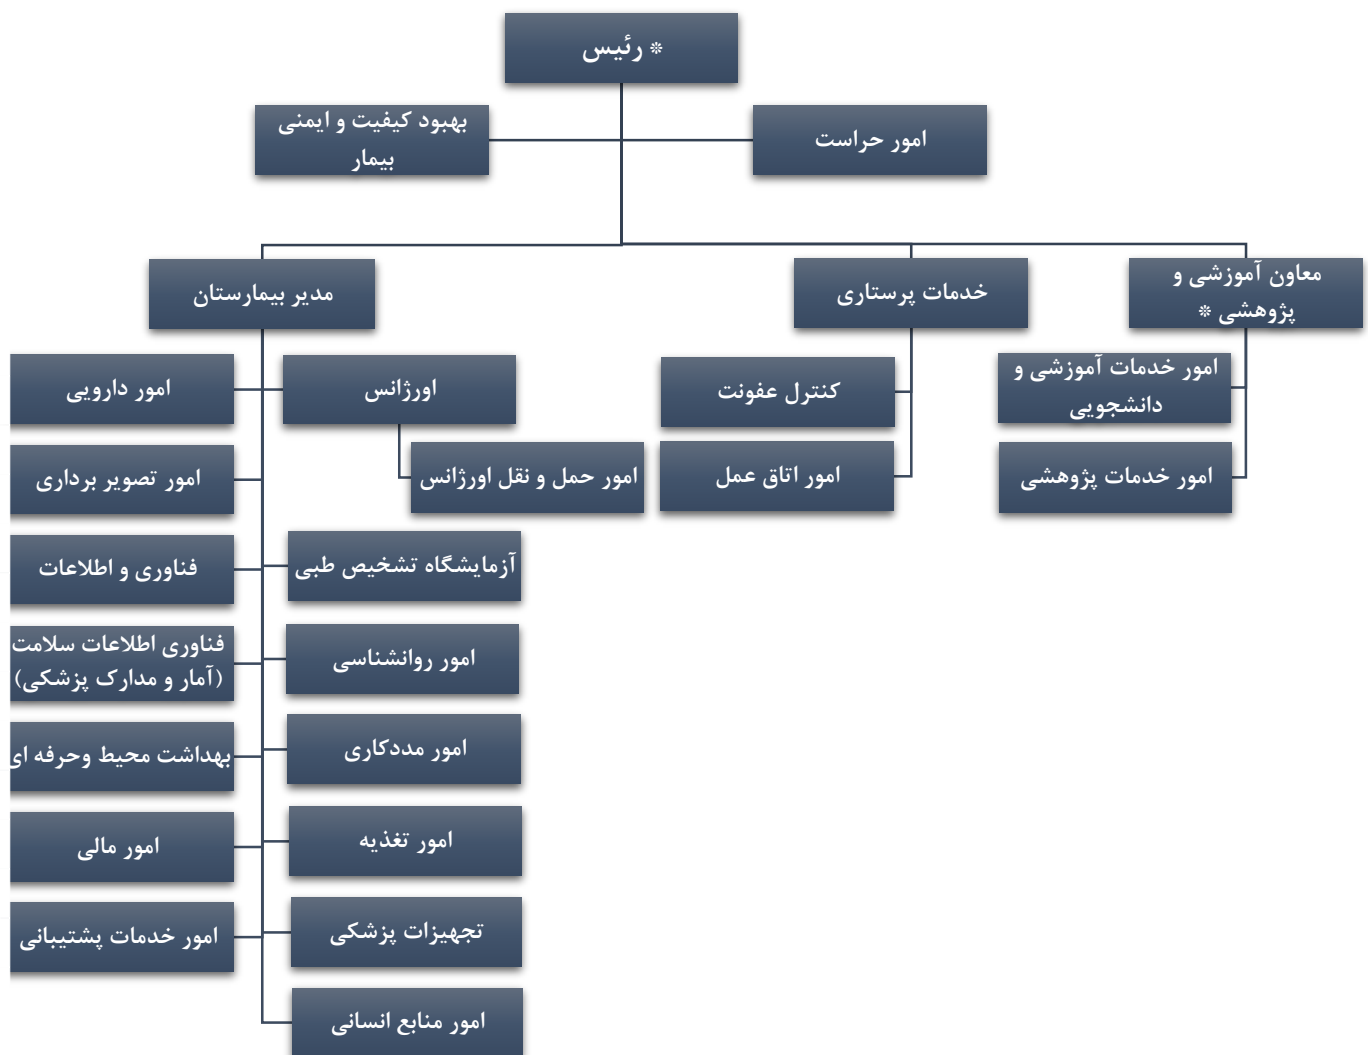 * رئیس
امور حراست
بهبود کیفیت و ایمنی
بیمار
معاون آموزشی و
پژوهشی *
خدمات پرستاری
مدیر بیمارستان
امور خدمات آموزشی و
دانشجویی
امور خدمات پژوهشی
کنترل عفونت
امور اتاق عمل
اورژانس
امور حمل و نقل اورژانس
آزمایشگاه تشخیص طبی
امور روانشناسی
امور مددکاری
امور تغذیه
تجهیزات پزشکی
امور منابع انسانی
امور دارویی
امور تصویر برداری
فناوری و اطلاعات
فناوری اطلاعات سلامت
(آمار و مدارک پزشکی)
بهداشت محیط وحرفه ای
امور مالی
امور خدمات پشتیبانی